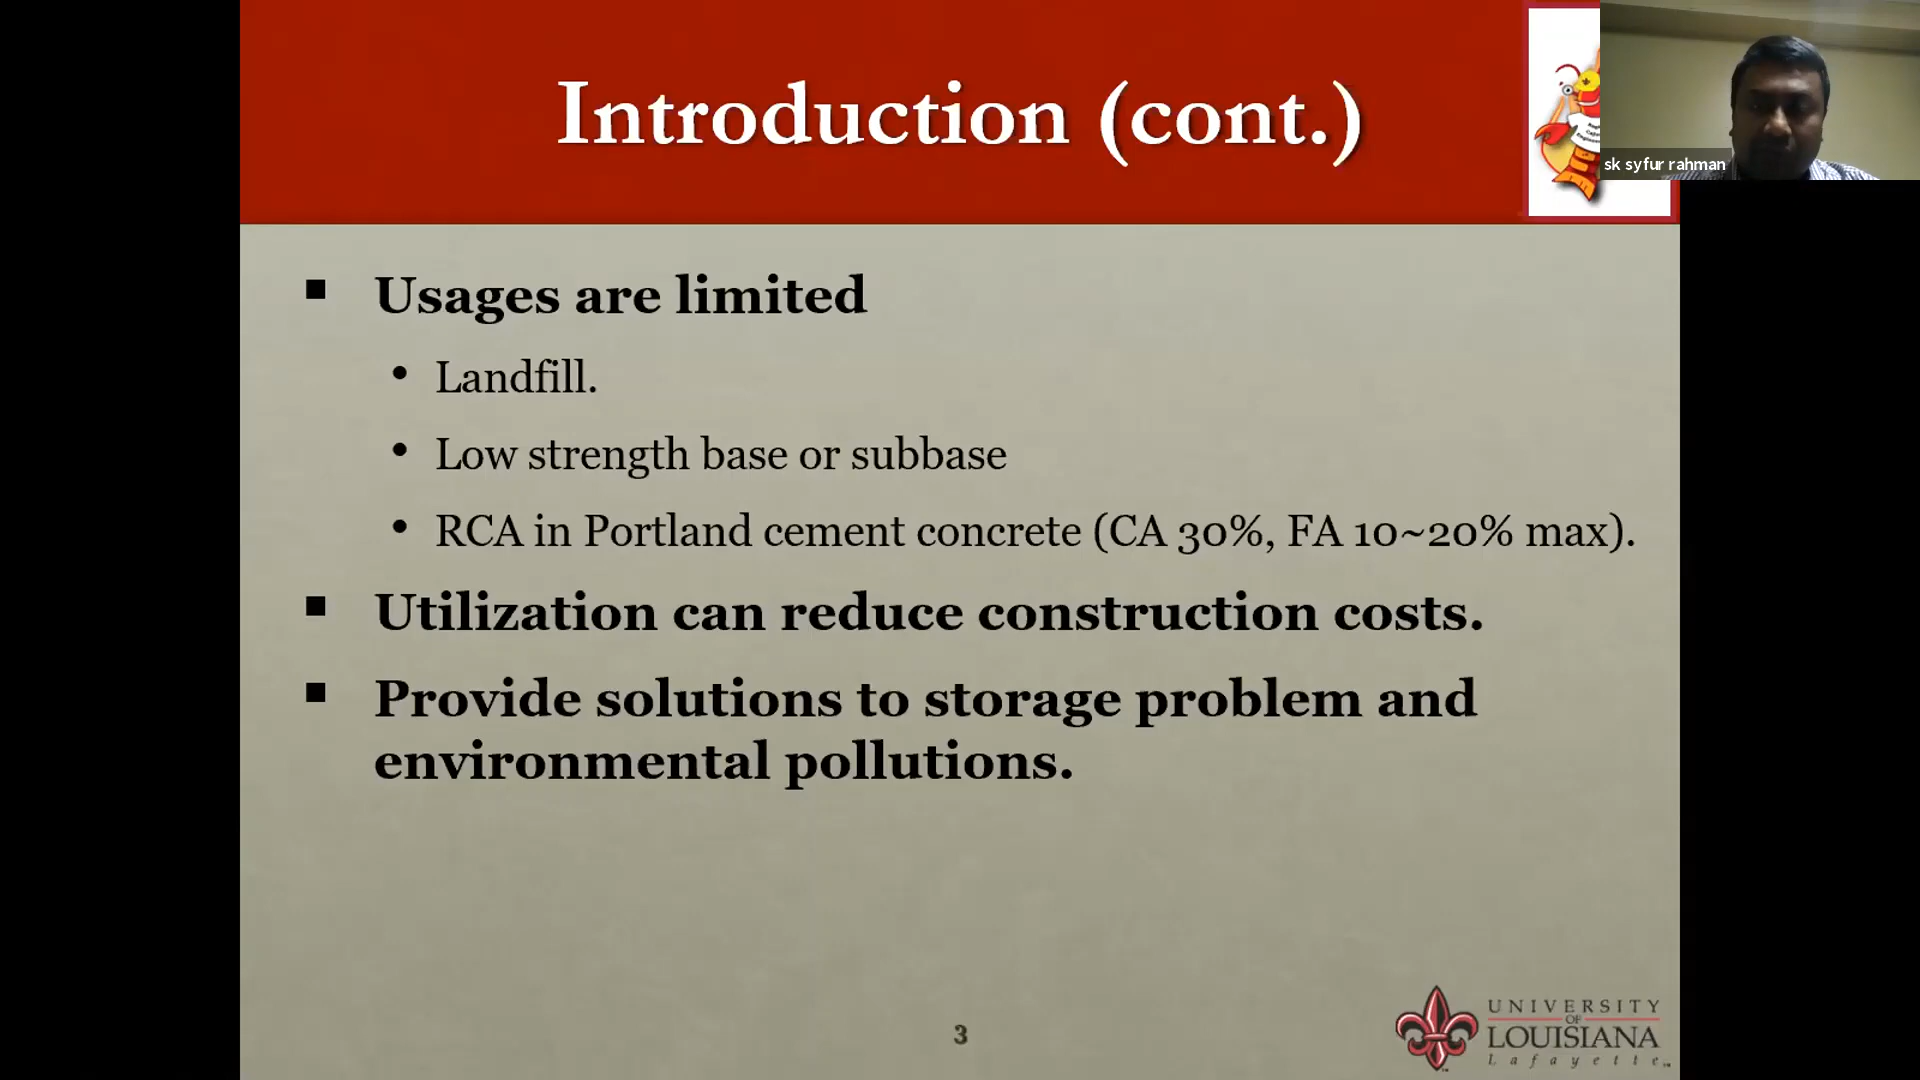 Introduction (cont.)
sk syfur rahman
▪ Usages are limited
• Landfill.
• Low strength base or subbase
• RCA in Portland cement concrete (CA 30%, FA 10~20% max).
▪ Utilization can reduce construction costs.
▪ Provide solutions to storage problem and
environmental pollutions.
3
UNIVERSITY
OF
LOUISIANA
Lafayette™